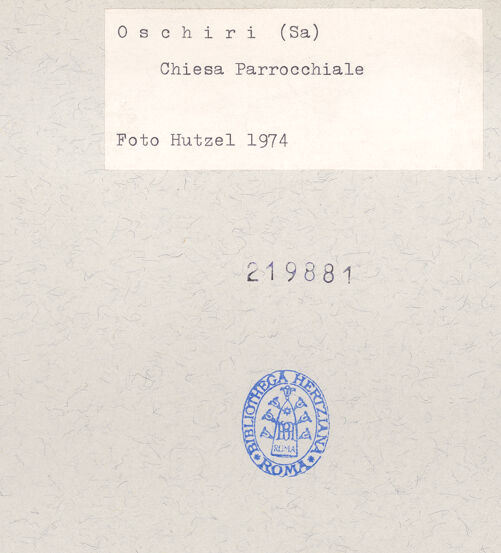 O s c h i r i (Sa)
Chiesa Parrocchiale
Foto Hutzel 1974
219881
BIBLIOTHECA HERTZIANA
ROMA
* ROMA *